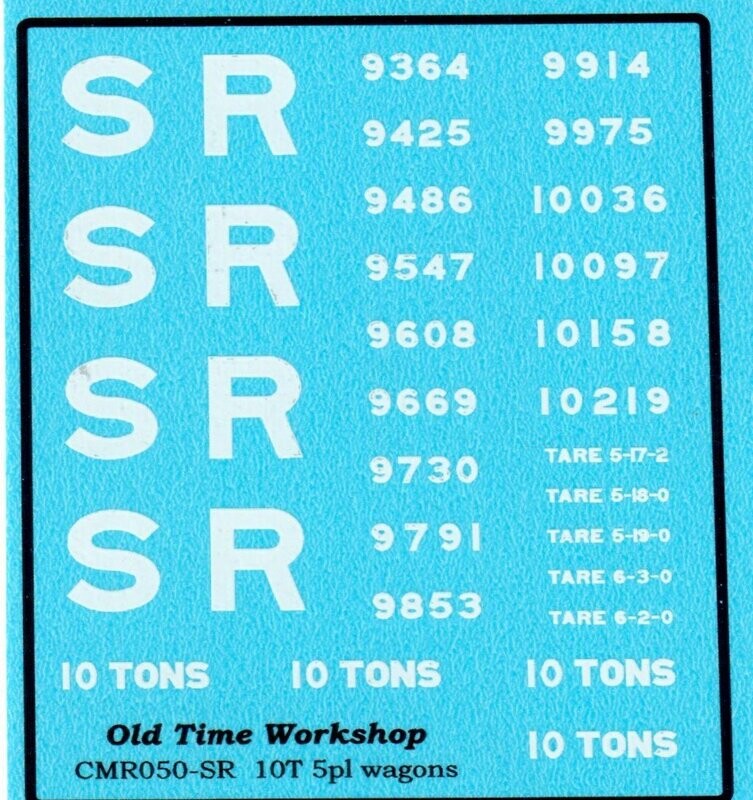 S R
S R
S R
S R
9364
9425
9486
9547
9608
9669
9730
9791
9853
9914
9975
10036
10097
10158
10219
TARE 5-17-2
TARE 5-18-0
TARE 5-19-0
TARE 6-3-0
TARE 6-2-0
10 TONS 10 TONS 10 TONS
10 TONS
Old Time Workshop
CMR050-SR 10T 5pl wagons